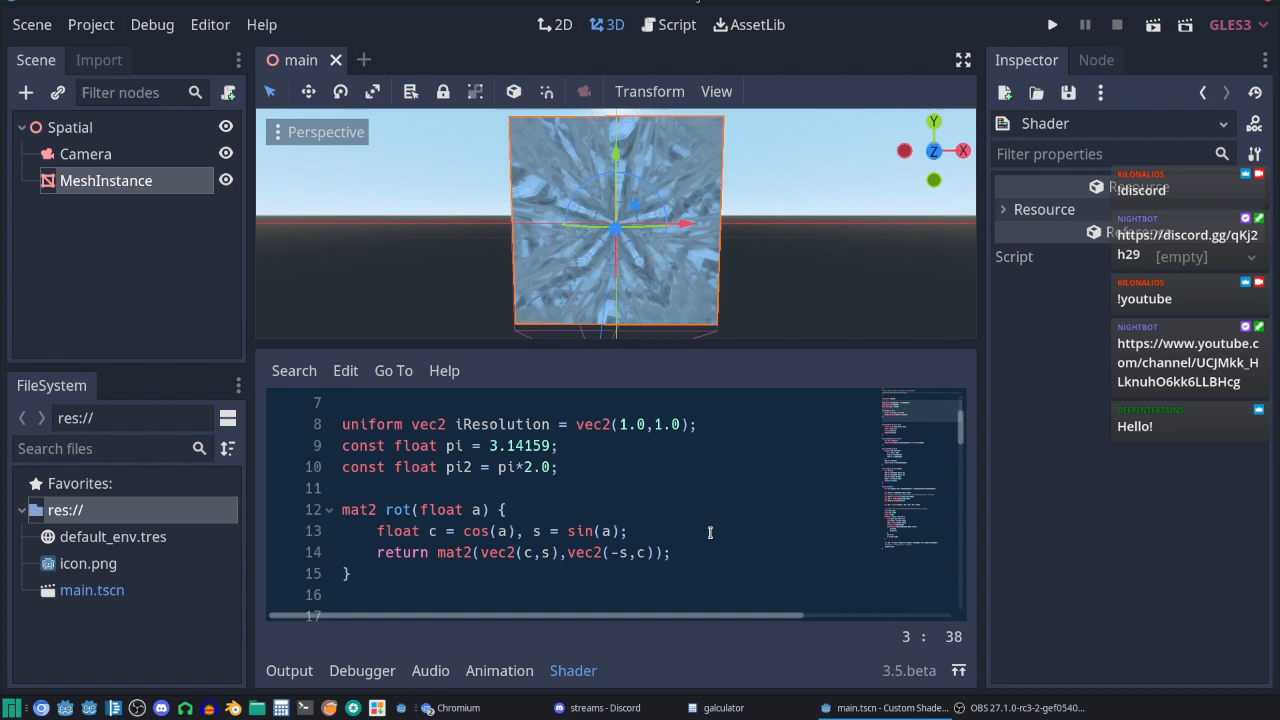 Scene Project Debug Editor Help
2D 3D Script AssetLib
GLES3
Scene Import
main
Inspector Node
Filter nodes
Transform View
Shader
Perspective
Y
Z X
Filter properties
Spatial
Camera
MeshInstance
Resource
Resource
Reference
Script
[empty]
KILONALIOS
!discord
NIGHTBOT
https://discord.gg/qKj2
h29
KILONALIOS
!youtube
NIGHTBOT
https://www.youtube.c
om/channel/UCJMkk_H
LknuhO6kk6LLBHcg
DEEPENTERTAINS
Hello!
FileSystem
res://
Search files
Favorites:
res://
default_env.tres
icon.png
main.tscn
Search Edit Go To Help
7
8 uniform vec2 iResolution = vec2(1.0,1.0);
9 const float pi = 3.14159;
10 const float pi2 = pi*2.0;
11
12 mat2 rot(float a) {
13 float c = cos(a), s = sin(a);
14 return mat2(vec2(c,s),vec2(-s,c));
15 }
16
17
3 : 38
Output Debugger Audio Animation Shader
3.5.beta
Chromium
streams - Discord
galculator
main.tscn - Custom Shade...
OBS 27.1.0-rc3-2-gef0540...